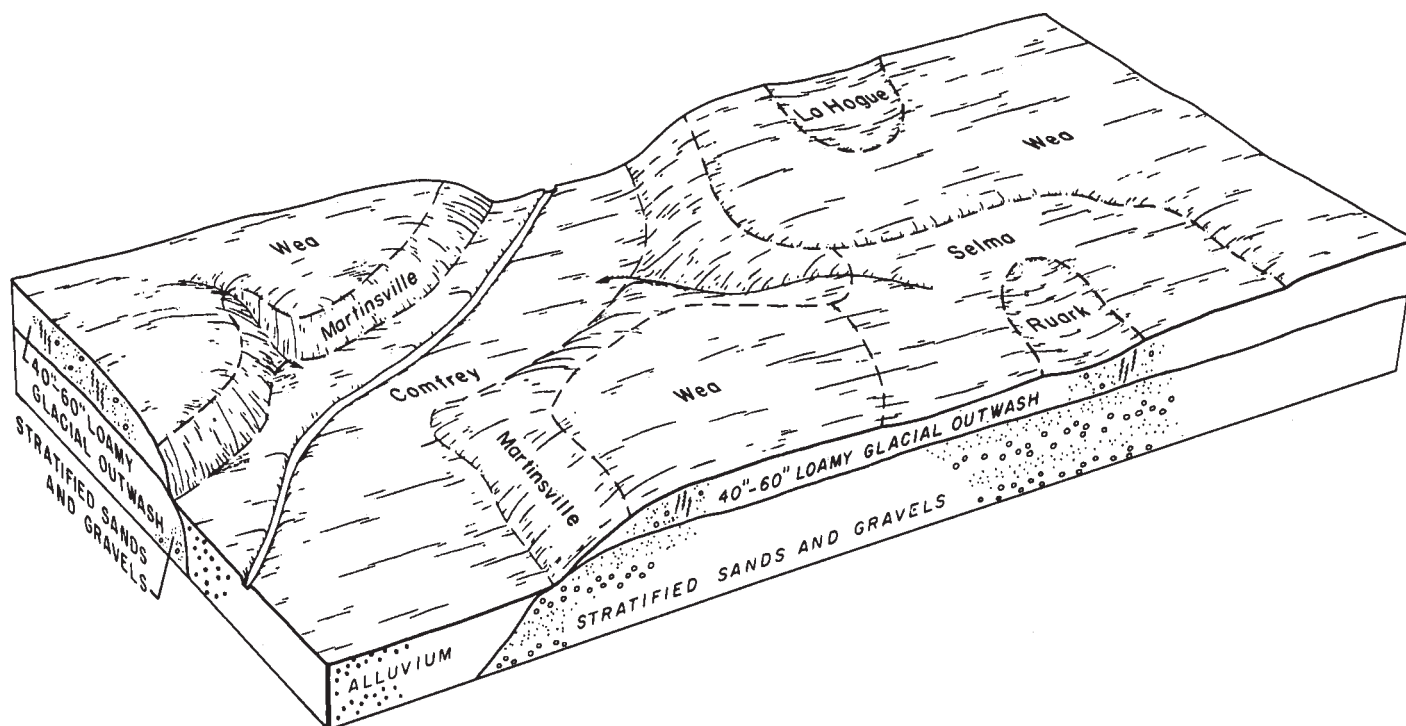 La Hogue
Wea
Wea
Selma
Martinsville
Ruark
Comfrey
Wea
Martinsville
40"-60" LOAMY
GLACIAL OUTWASH
STRATIFIED SANDS
AND GRAVELS
40"-60" LOAMY GLACIAL OUTWASH
STRATIFIED SANDS AND GRAVELS
ALLUVIUM